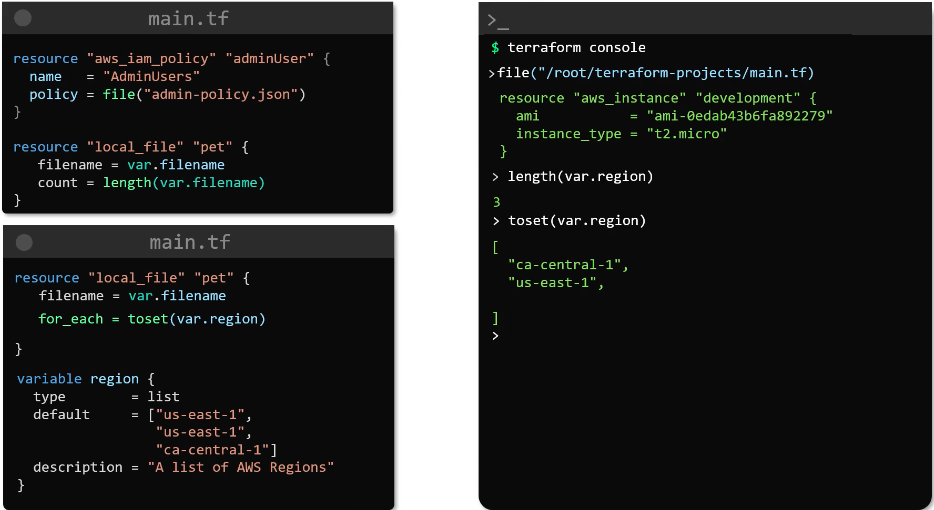 main.tf
resource "aws_iam_policy" "adminUser" {
  name   = "AdminUsers"
  policy = file("admin-policy.json")
}
resource "local_file" "pet" {
   filename = var.filename
   count = length(var.filename)
}
main.tf
resource "local_file" "pet" {
   filename = var.filename
   for_each = toset(var.region)
}
variable region {
  type        = list
  default     = ["us-east-1",
                 "us-east-1",
                 "ca-central-1"]
  description = "A list of AWS Regions"
}
>_
$ terraform console
>file("/root/terraform-projects/main.tf)
resource "aws_instance" "development" {
  ami           = "ami-0edab43b6fa892279"
  instance_type = "t2.micro"
}
> length(var.region)
3
> toset(var.region)
[
  "ca-central-1",
  "us-east-1",
]
>